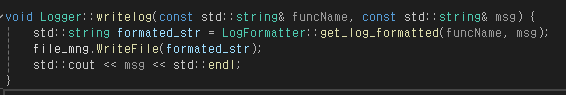 void Logger::writelog(const std::string& funcName, const std::string& msg) {
    std::string formated_str = LogFormatter::get_log_formatted(funcName, msg);
    file_mng.WriteFile(formated_str);
    std::cout << msg << std::endl;
}